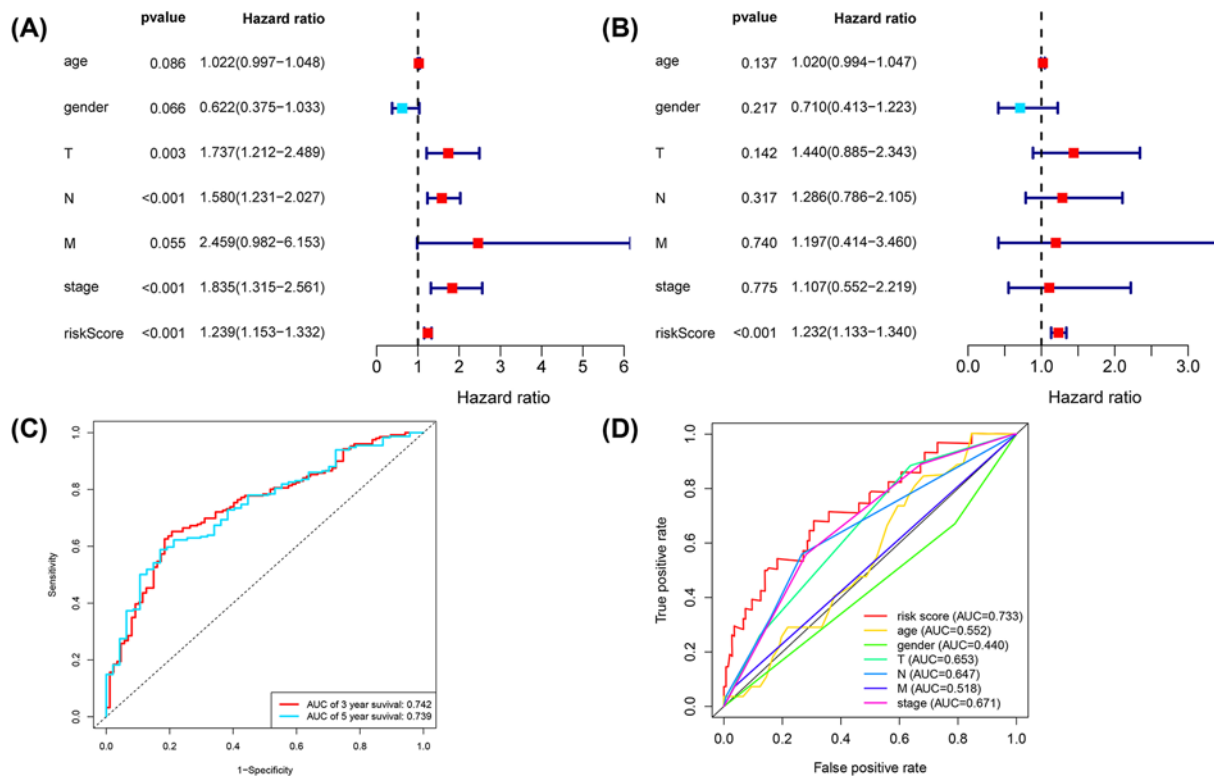 (A)
pvalue Hazard ratio
age 0.086 1.022(0.997−1.048)
gender 0.066 0.622(0.375−1.033)
T 0.003 1.737(1.212−2.489)
N <0.001 1.580(1.231−2.027)
M 0.055 2.459(0.982−6.153)
stage <0.001 1.835(1.315−2.561)
riskScore <0.001 1.239(1.153−1.332)
0 1 2 3 4 5 6
Hazard ratio
(B)
pvalue Hazard ratio
age 0.137 1.020(0.994−1.047)
gender 0.217 0.710(0.413−1.223)
T 0.142 1.440(0.885−2.343)
N 0.317 1.286(0.786−2.105)
M 0.740 1.197(0.414−3.460)
stage 0.775 1.107(0.552−2.219)
riskScore <0.001 1.232(1.133−1.340)
0.0 1.0 2.0 3.0
Hazard ratio
(C)
Sensitivity
1.0
0.8
0.6
0.4
0.2
0.0
AUC of 3 year suvival: 0.742
AUC of 5 year suvival: 0.739
0.0 0.2 0.4 0.6 0.8 1.0
1−Specificity
(D)
True positive rate
1.0
0.8
0.6
0.4
0.2
0.0
risk score (AUC=0.733)
age (AUC=0.552)
gender (AUC=0.440)
T (AUC=0.653)
N (AUC=0.647)
M (AUC=0.518)
stage (AUC=0.671)
0.0 0.2 0.4 0.6 0.8 1.0
False positive rate